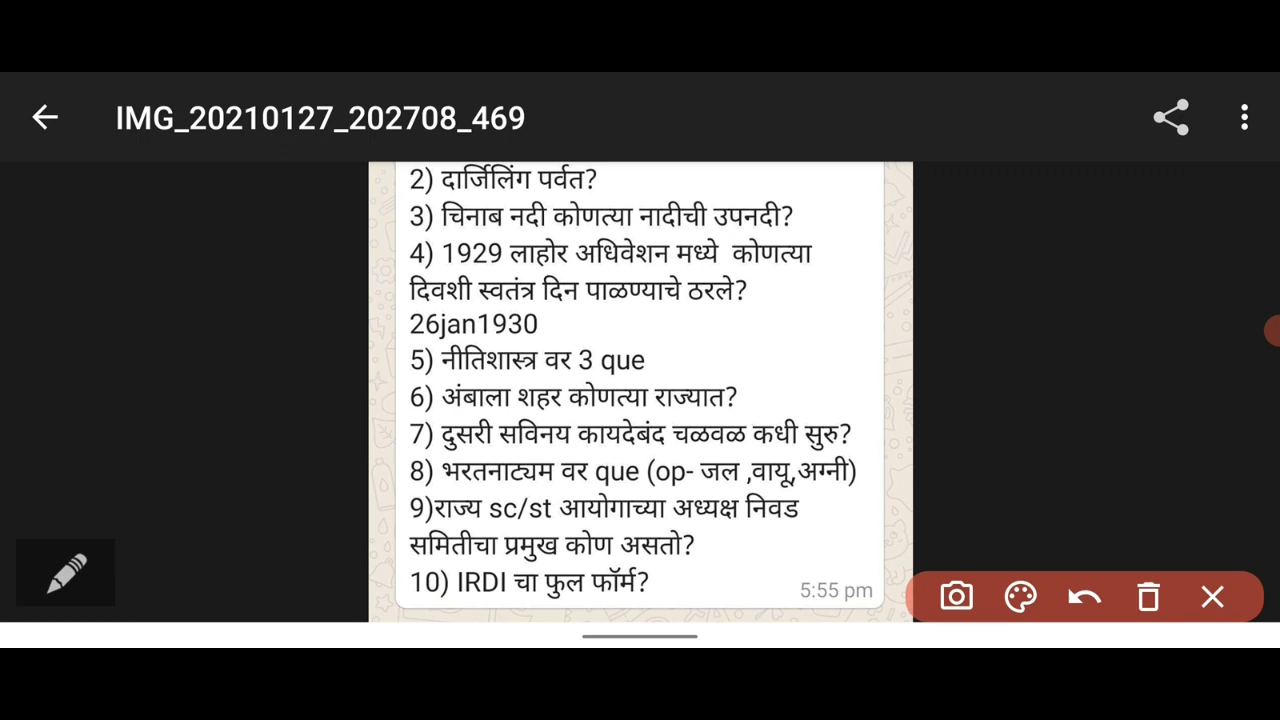 IMG_20210127_202708_469
2) दार्जिलिंग पर्वत?
3) चिनाब नदी कोणत्या नादीची उपनदी?
4) 1929 लाहोर अधिवेशन मध्ये कोणत्या
दिवशी स्वतंत्र दिन पाळण्याचे ठरले?
26jan1930
5) नीतिशास्त्र वर 3 que
6) अंबाला शहर कोणत्या राज्यात?
7) दुसरी सविनय कायदेबंद चळवळ कधी सुरु?
8) भरतनाट्यम वर que (op- जल ,वायू,अग्नी)
9)राज्य sc/st आयोगाच्या अध्यक्ष निवड
समितीचा प्रमुख कोण असतो?
10) IRDI चा फुल फॉर्म?
5:55 pm